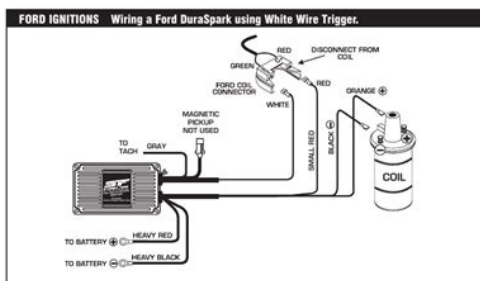 FORD IGNITIONS Wiring a Ford DuraSpark using White Wire Trigger.
RED
DISCONNECT FROM
COIL
GREEN
FORD COIL
CONNECTOR
RED
WHITE
ORANGE ⊕
MAGNETIC
PICKUP
NOT USED
TO
TACH
GRAY
SMALL RED
BLACK ⊖
COIL
TO BATTERY ⊕
HEAVY RED
TO BATTERY ⊖
HEAVY BLACK